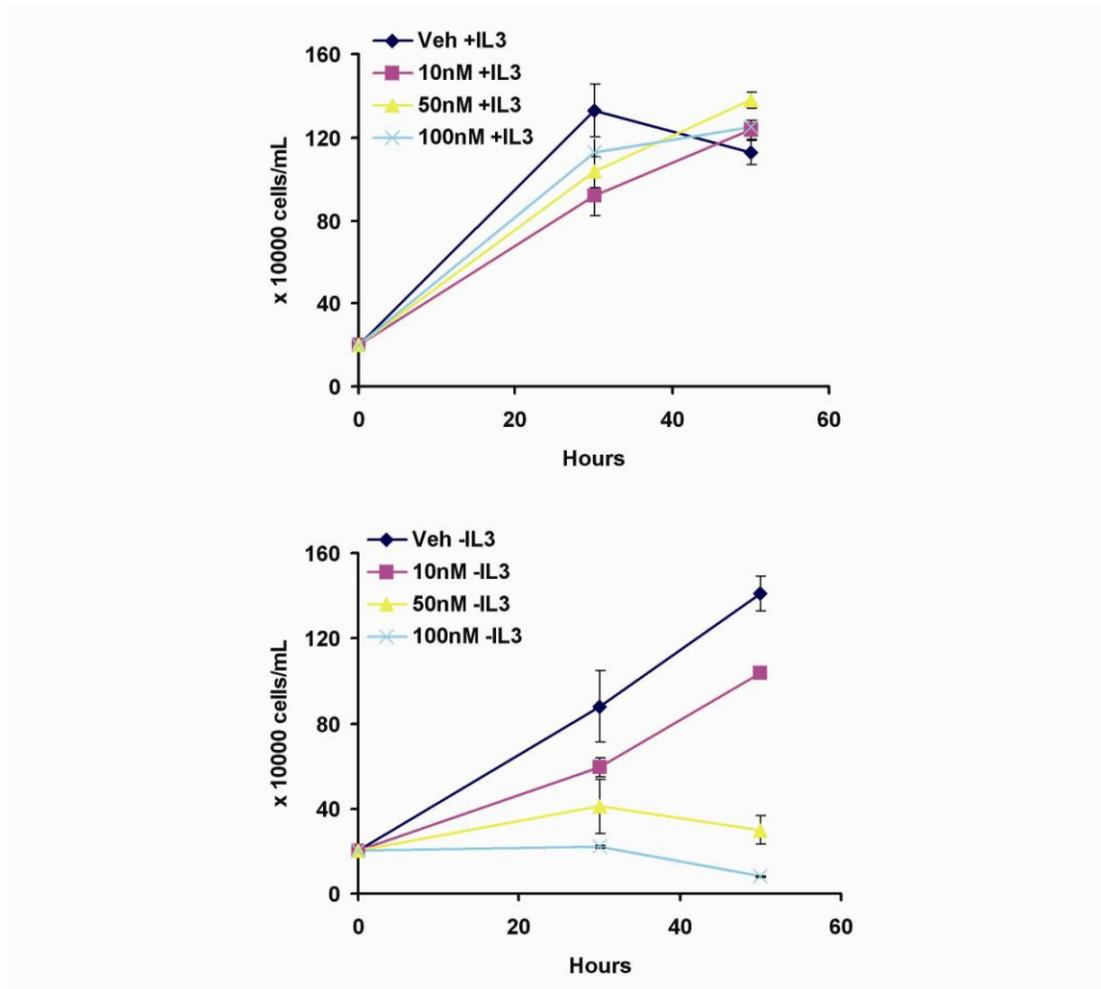 Veh +IL3
10nM +IL3
50nM +IL3
100nM +IL3
160
120
80
40
0
x 10000 cells/mL
0 20 40 60
Hours
Veh -IL3
10nM -IL3
50nM -IL3
100nM -IL3
160
120
80
40
0
x 10000 cells/mL
0 20 40 60
Hours